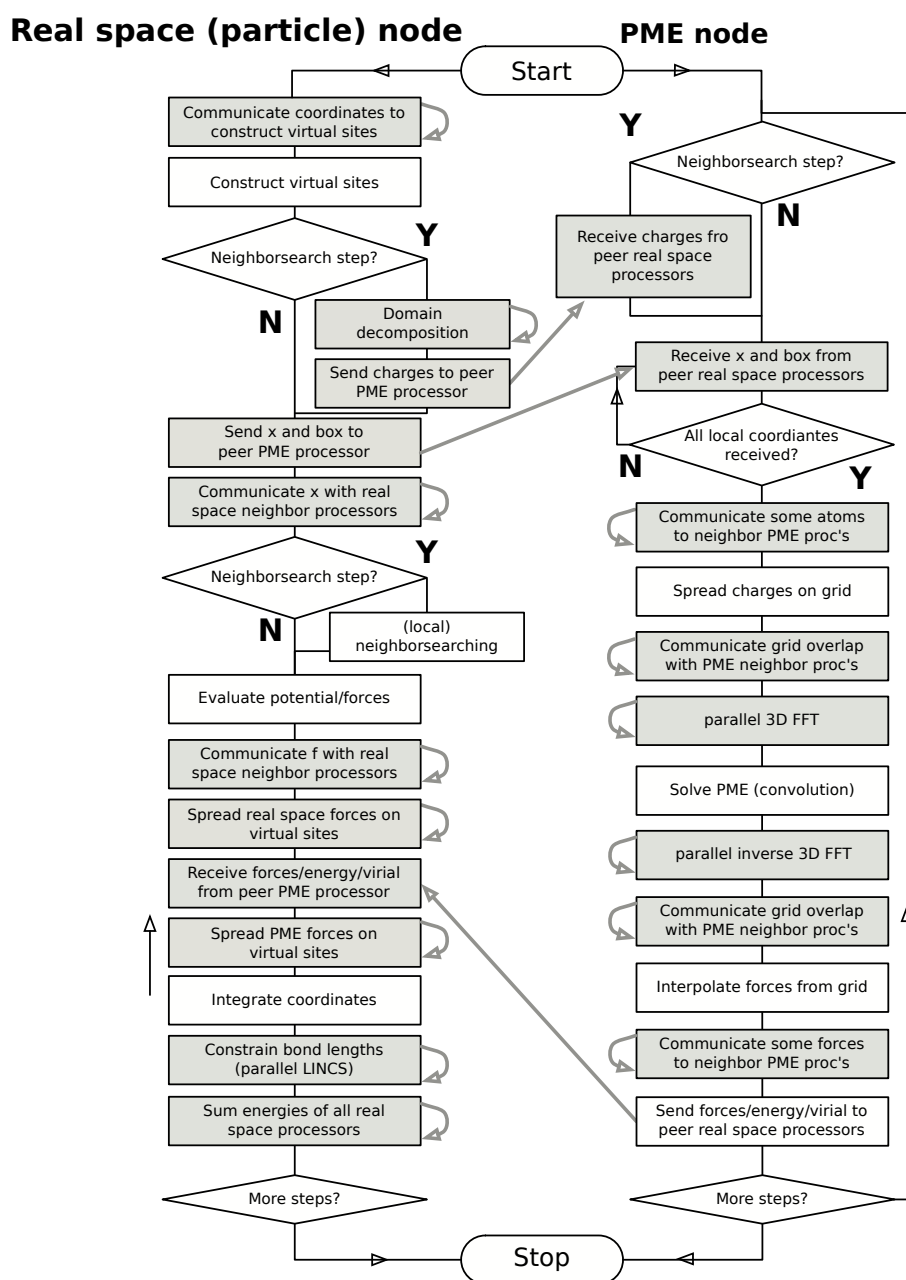 Real space (particle) node
PME node
Start
Communicate coordinates to
construct virtual sites
Construct virtual sites
Neighborsearch step?
Y
N
Domain
decomposition
Send charges to peer
PME processor
Send x and box to
peer PME processor
Communicate x with real
space neighbor processors
Neighborsearch step?
Y
N
(local)
neighborsearching
Evaluate potential/forces
Communicate f with real
space neighbor processors
Spread real space forces on
virtual sites
Receive forces/energy/virial
from peer PME processor
Spread PME forces on
virtual sites
Integrate coordinates
Constrain bond lengths
(parallel LINCS)
Sum energies of all real
space processors
More steps?
Y
Neighborsearch step?
N
Receive charges fro
peer real space
processors
Receive x and box from
peer real space processors
All local coordiantes
received?
N
Y
Communicate some atoms
to neighbor PME proc's
Spread charges on grid
Communicate grid overlap
with PME neighbor proc's
parallel 3D FFT
Solve PME (convolution)
parallel inverse 3D FFT
Communicate grid overlap
with PME neighbor proc's
Interpolate forces from grid
Communicate some forces
to neighbor PME proc's
Send forces/energy/virial to
peer real space processors
More steps?
Stop